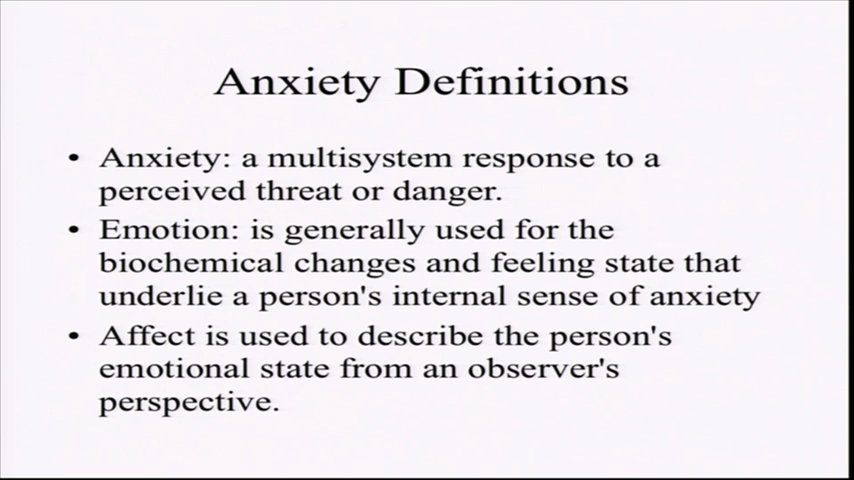 Anxiety Definitions
• Anxiety: a multisystem response to a
perceived threat or danger.
• Emotion: is generally used for the
biochemical changes and feeling state that
underlie a person's internal sense of anxiety
• Affect is used to describe the person's
emotional state from an observer's
perspective.